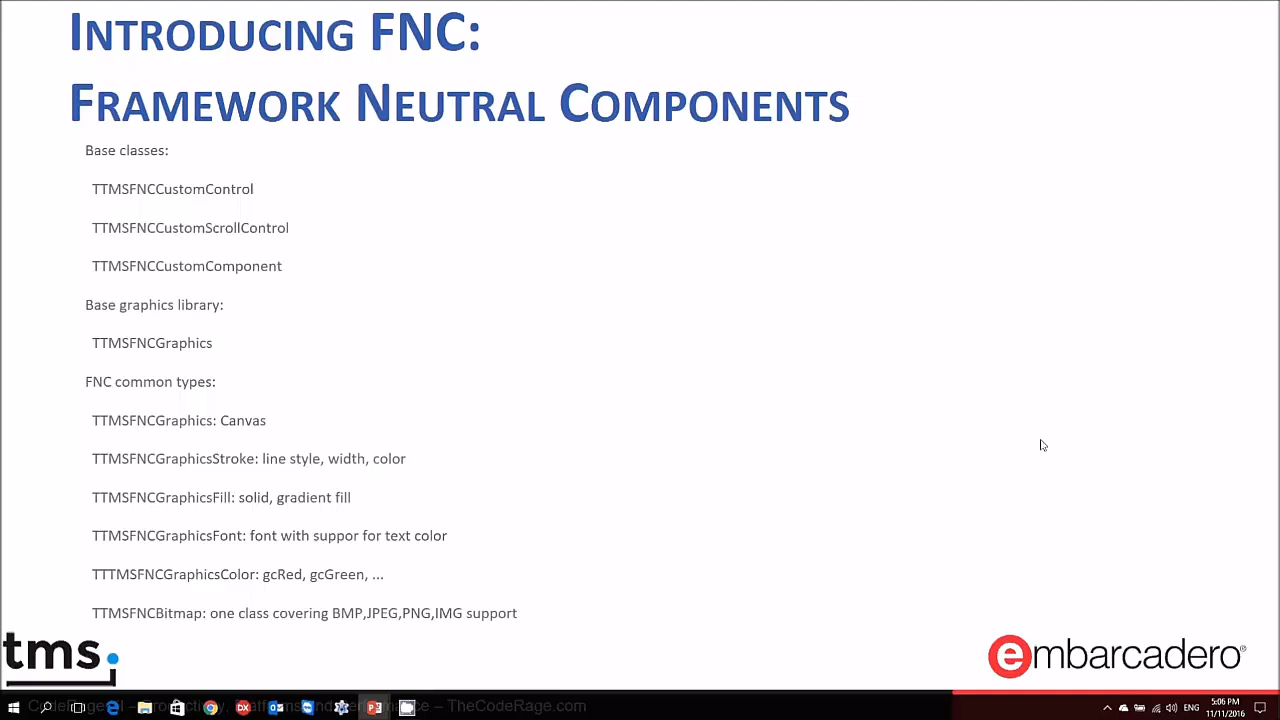 INTRODUCING FNC:
FRAMEWORK NEUTRAL COMPONENTS
Base classes:
TTMSFNCCustomControl
TTMSFNCCustomScrollControl
TTMSFNCCustomComponent
Base graphics library:
TTMSFNCGraphics
FNC common types:
TTMSFNCGraphics: Canvas
TTMSFNCGraphicsStroke: line style, width, color
TTMSFNCGraphicsFill: solid, gradient fill
TTMSFNCGraphicsFont: font with suppor for text color
TTTMSFNCGraphicsColor: gcRed, gcGreen, ...
TTMSFNCBitmap: one class covering BMP,JPEG,PNG,IMG support
tms.
embarcadero®
– TheCodeRage.com
ENG
5:06 PM
11/11/2016